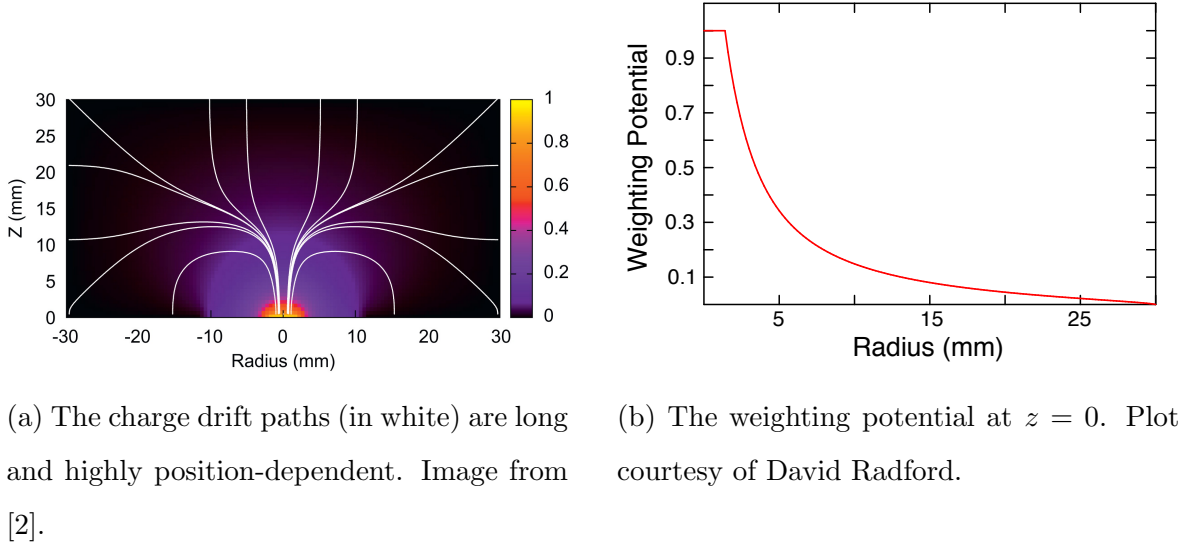 30
25
20
15
10
5
0
Z (mm)
-30 -20 -10 0 10 20 30
Radius (mm)
1
0.8
0.6
0.4
0.2
0
0.9
0.7
0.5
0.3
0.1
Weighting Potential
5 15 25
Radius (mm)
(a) The charge drift paths (in white) are long
and highly position-dependent. Image from
[2].
(b) The weighting potential at z = 0. Plot
courtesy of David Radford.